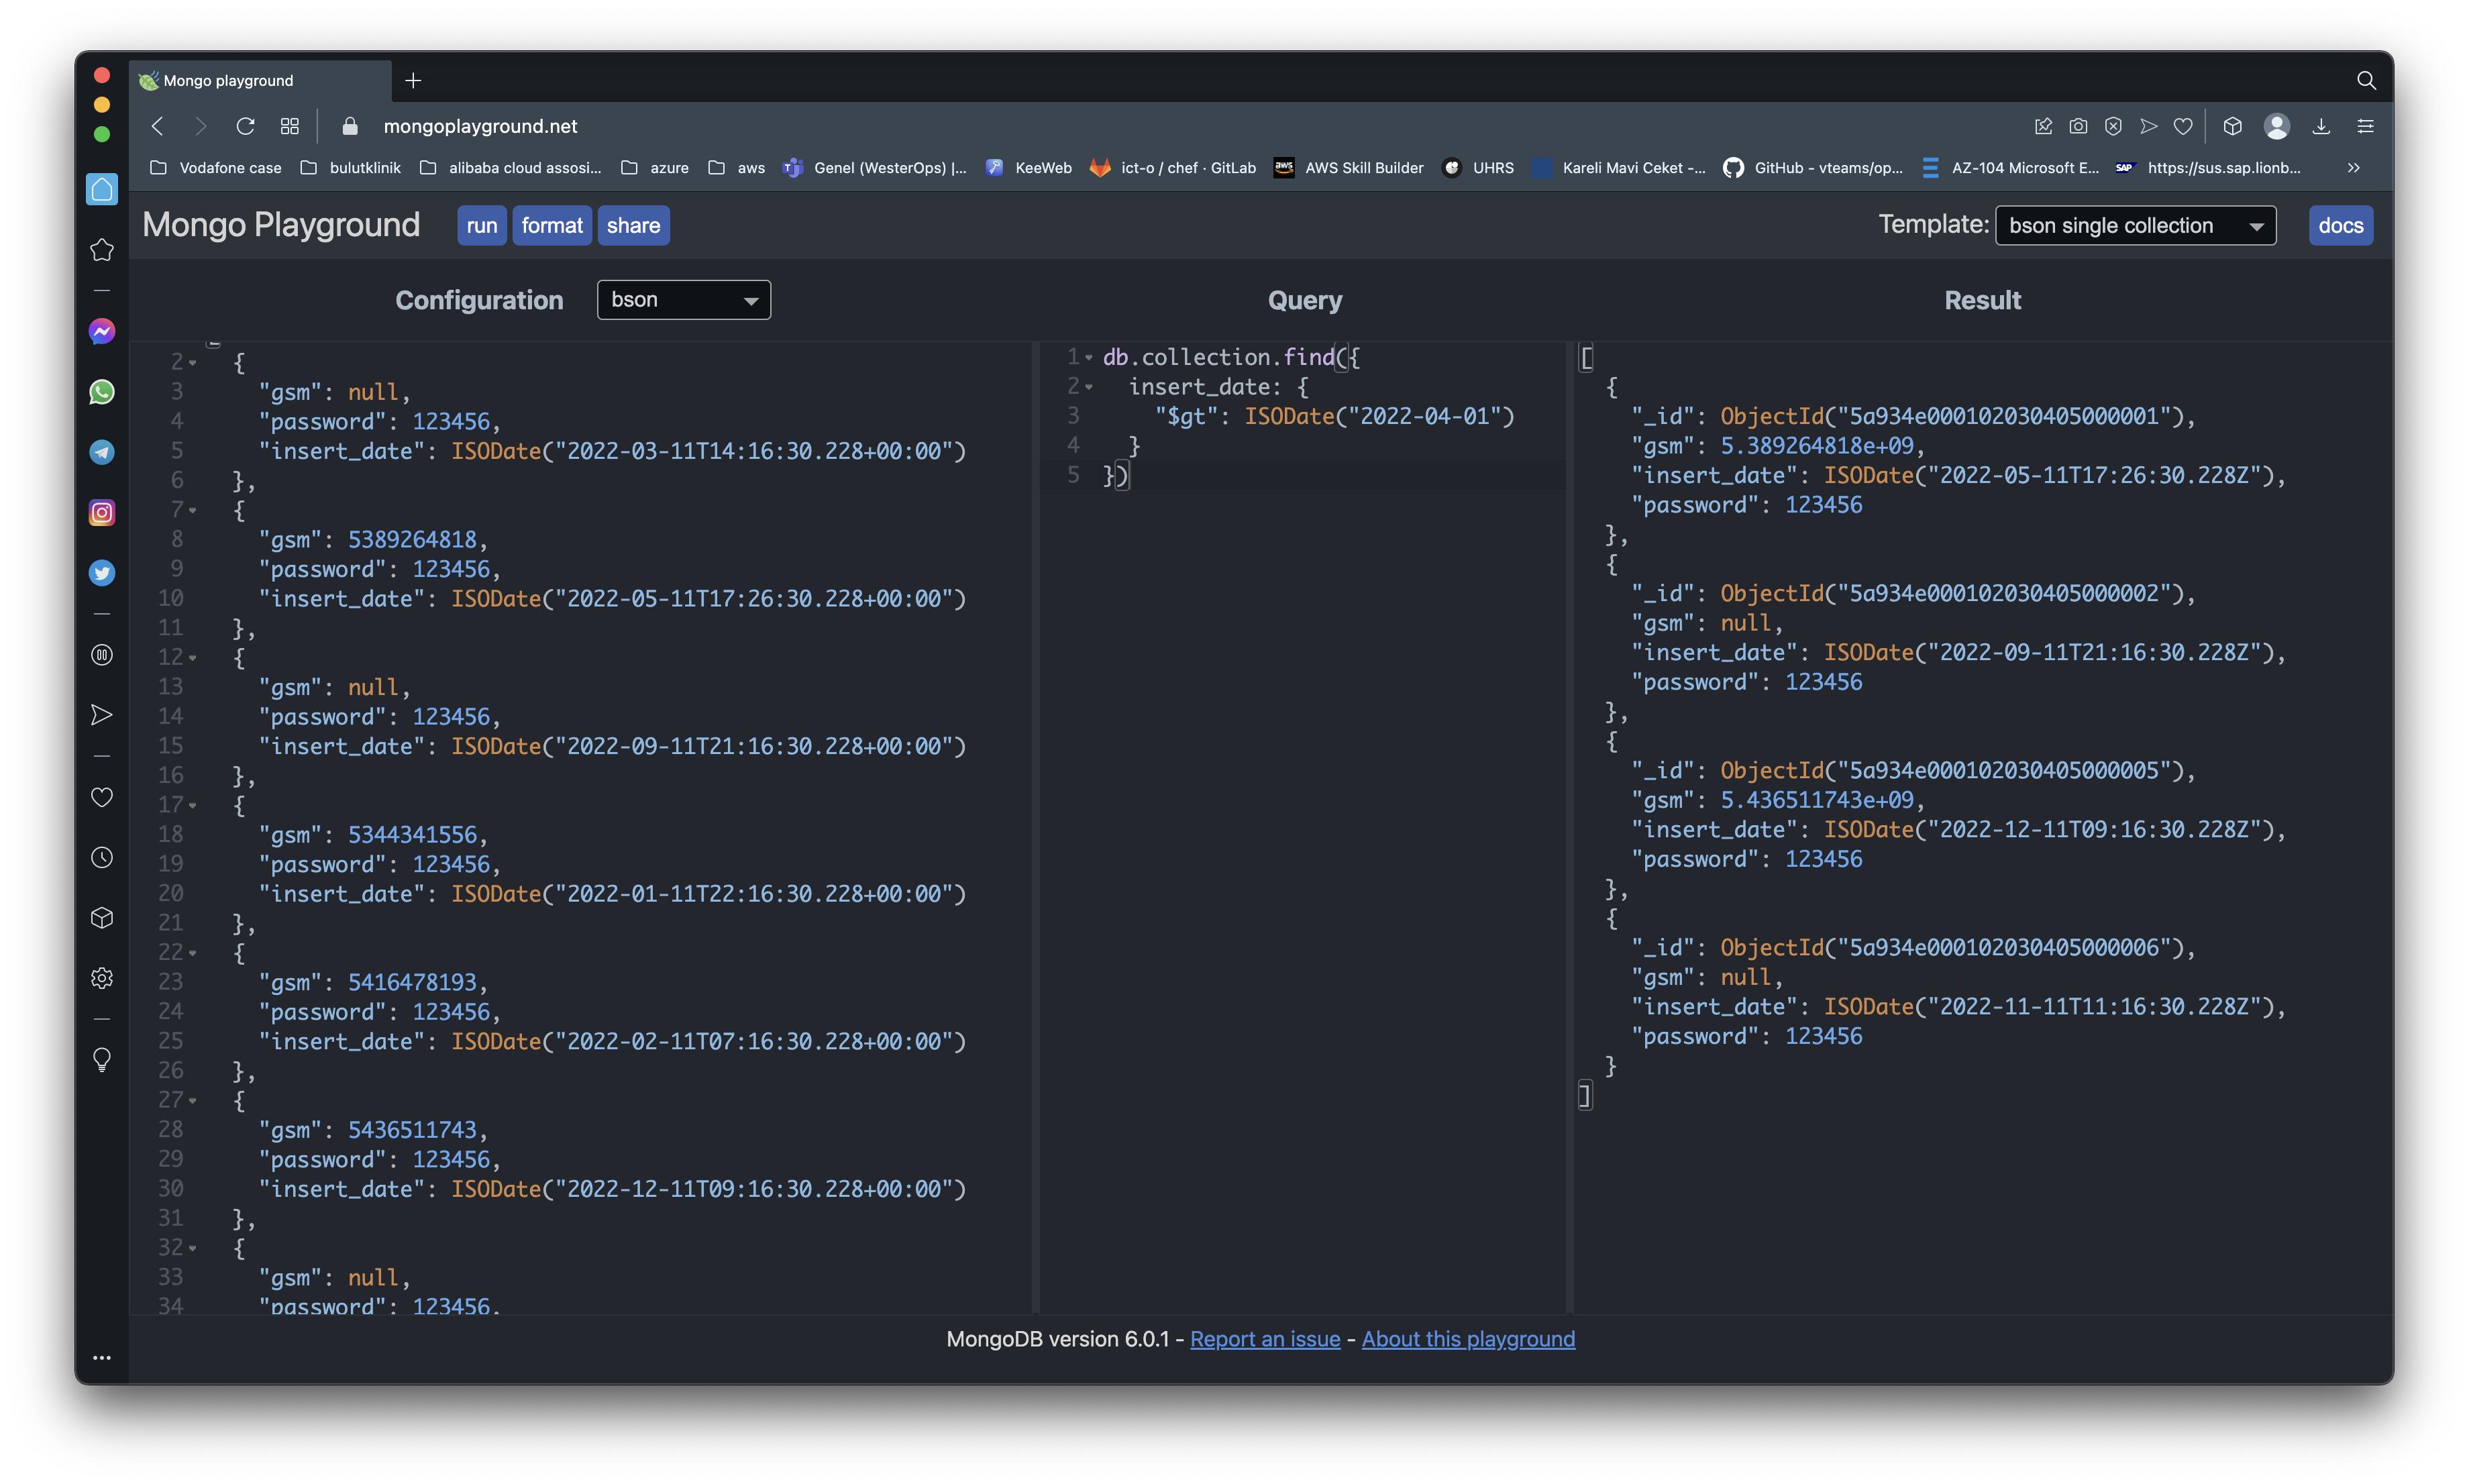 Mongo playground
mongoplayground.net
Vodafone case
bulutklinik
alibaba cloud assosi...
azure
aws
Genel (WesterOps) |...
KeeWeb
ict-o / chef · GitLab
AWS Skill Builder
UHRS
Kareli Mavi Ceket -...
GitHub - vteams/op...
AZ-104 Microsoft E...
https://sus.sap.lionb...
Mongo Playground
run
format
share
Template:
bson single collection
docs
Configuration
bson
Query
Result
2 {
3 "gsm": null,
4 "password": 123456,
5 "insert_date": ISODate("2022-03-11T14:16:30.228+00:00")
6 },
7 {
8 "gsm": 5389264818,
9 "password": 123456,
10 "insert_date": ISODate("2022-05-11T17:26:30.228+00:00")
11 },
12 {
13 "gsm": null,
14 "password": 123456,
15 "insert_date": ISODate("2022-09-11T21:16:30.228+00:00")
16 },
17 {
18 "gsm": 5344341556,
19 "password": 123456,
20 "insert_date": ISODate("2022-01-11T22:16:30.228+00:00")
21 },
22 {
23 "gsm": 5416478193,
24 "password": 123456,
25 "insert_date": ISODate("2022-02-11T07:16:30.228+00:00")
26 },
27 {
28 "gsm": 5436511743,
29 "password": 123456,
30 "insert_date": ISODate("2022-12-11T09:16:30.228+00:00")
31 },
32 {
33 "gsm": null,
34 "password": 123456,
1 db.collection.find({
2 insert_date: {
3 "$gt": ISODate("2022-04-01")
4 }
5 })
[
{
"_id": ObjectId("5a934e000102030405000001"),
"gsm": 5.389264818e+09,
"insert_date": ISODate("2022-05-11T17:26:30.228Z"),
"password": 123456
},
{
"_id": ObjectId("5a934e000102030405000002"),
"gsm": null,
"insert_date": ISODate("2022-09-11T21:16:30.228Z"),
"password": 123456
},
{
"_id": ObjectId("5a934e000102030405000005"),
"gsm": 5.436511743e+09,
"insert_date": ISODate("2022-12-11T09:16:30.228Z"),
"password": 123456
},
{
"_id": ObjectId("5a934e000102030405000006"),
"gsm": null,
"insert_date": ISODate("2022-11-11T11:16:30.228Z"),
"password": 123456
}
]
MongoDB version 6.0.1 - Report an issue - About this playground